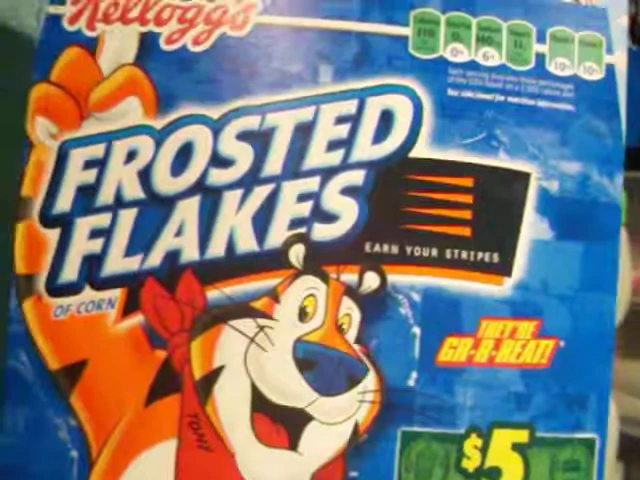 Kellogg's
FROSTED
FLAKES
OF CORN
EARN YOUR STRIPES
THEY'RE
GR-R-REAT!
TONY
$5